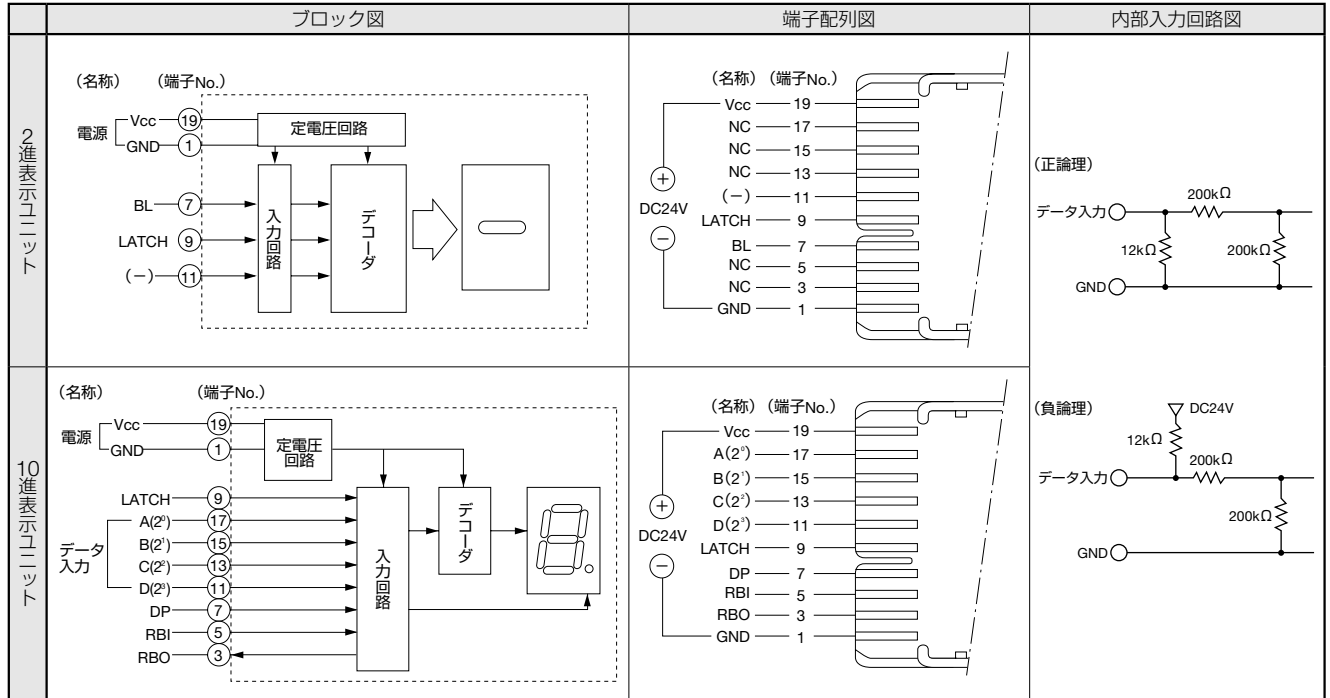 ブロック図
端子配列図
内部入力回路図
2進表示ユニット
(名称) (端子No.)
電源
Vcc 19
GND 1
定電圧回路
BL 7
LATCH 9
(−) 11
入力回路
デコーダ
(名称) (端子No.)
Vcc 19
NC 17
NC 15
NC 13
(−) 11
LATCH 9
BL 7
NC 5
NC 3
GND 1
+
DC24V
−
(正論理)
データ入力
200kΩ
12kΩ
200kΩ
GND
10進表示ユニット
(名称) (端子No.)
電源
Vcc 19
GND 1
定電圧
回路
LATCH 9
データ
入力
A(2⁰) 17
B(2¹) 15
C(2²) 13
D(2³) 11
DP 7
RBI 5
RBO 3
入力回路
デコーダ
(名称) (端子No.)
Vcc 19
A(2⁰) 17
B(2¹) 15
C(2²) 13
D(2³) 11
LATCH 9
DP 7
RBI 5
RBO 3
GND 1
+
DC24V
−
(負論理)
DC24V
12kΩ
200kΩ
データ入力
200kΩ
GND